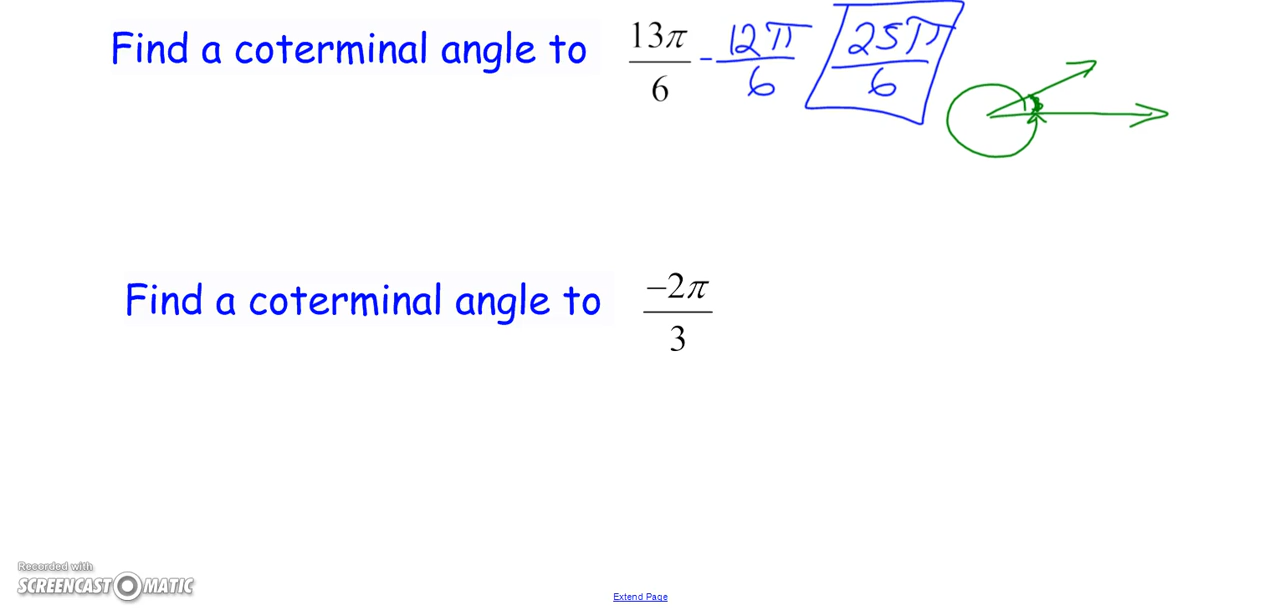 Find a coterminal angle to 13π/6 - 12π/6 25π/6
Find a coterminal angle to -2π/3
Recorded with
SCREENCAST-O-MATIC
Extend Page